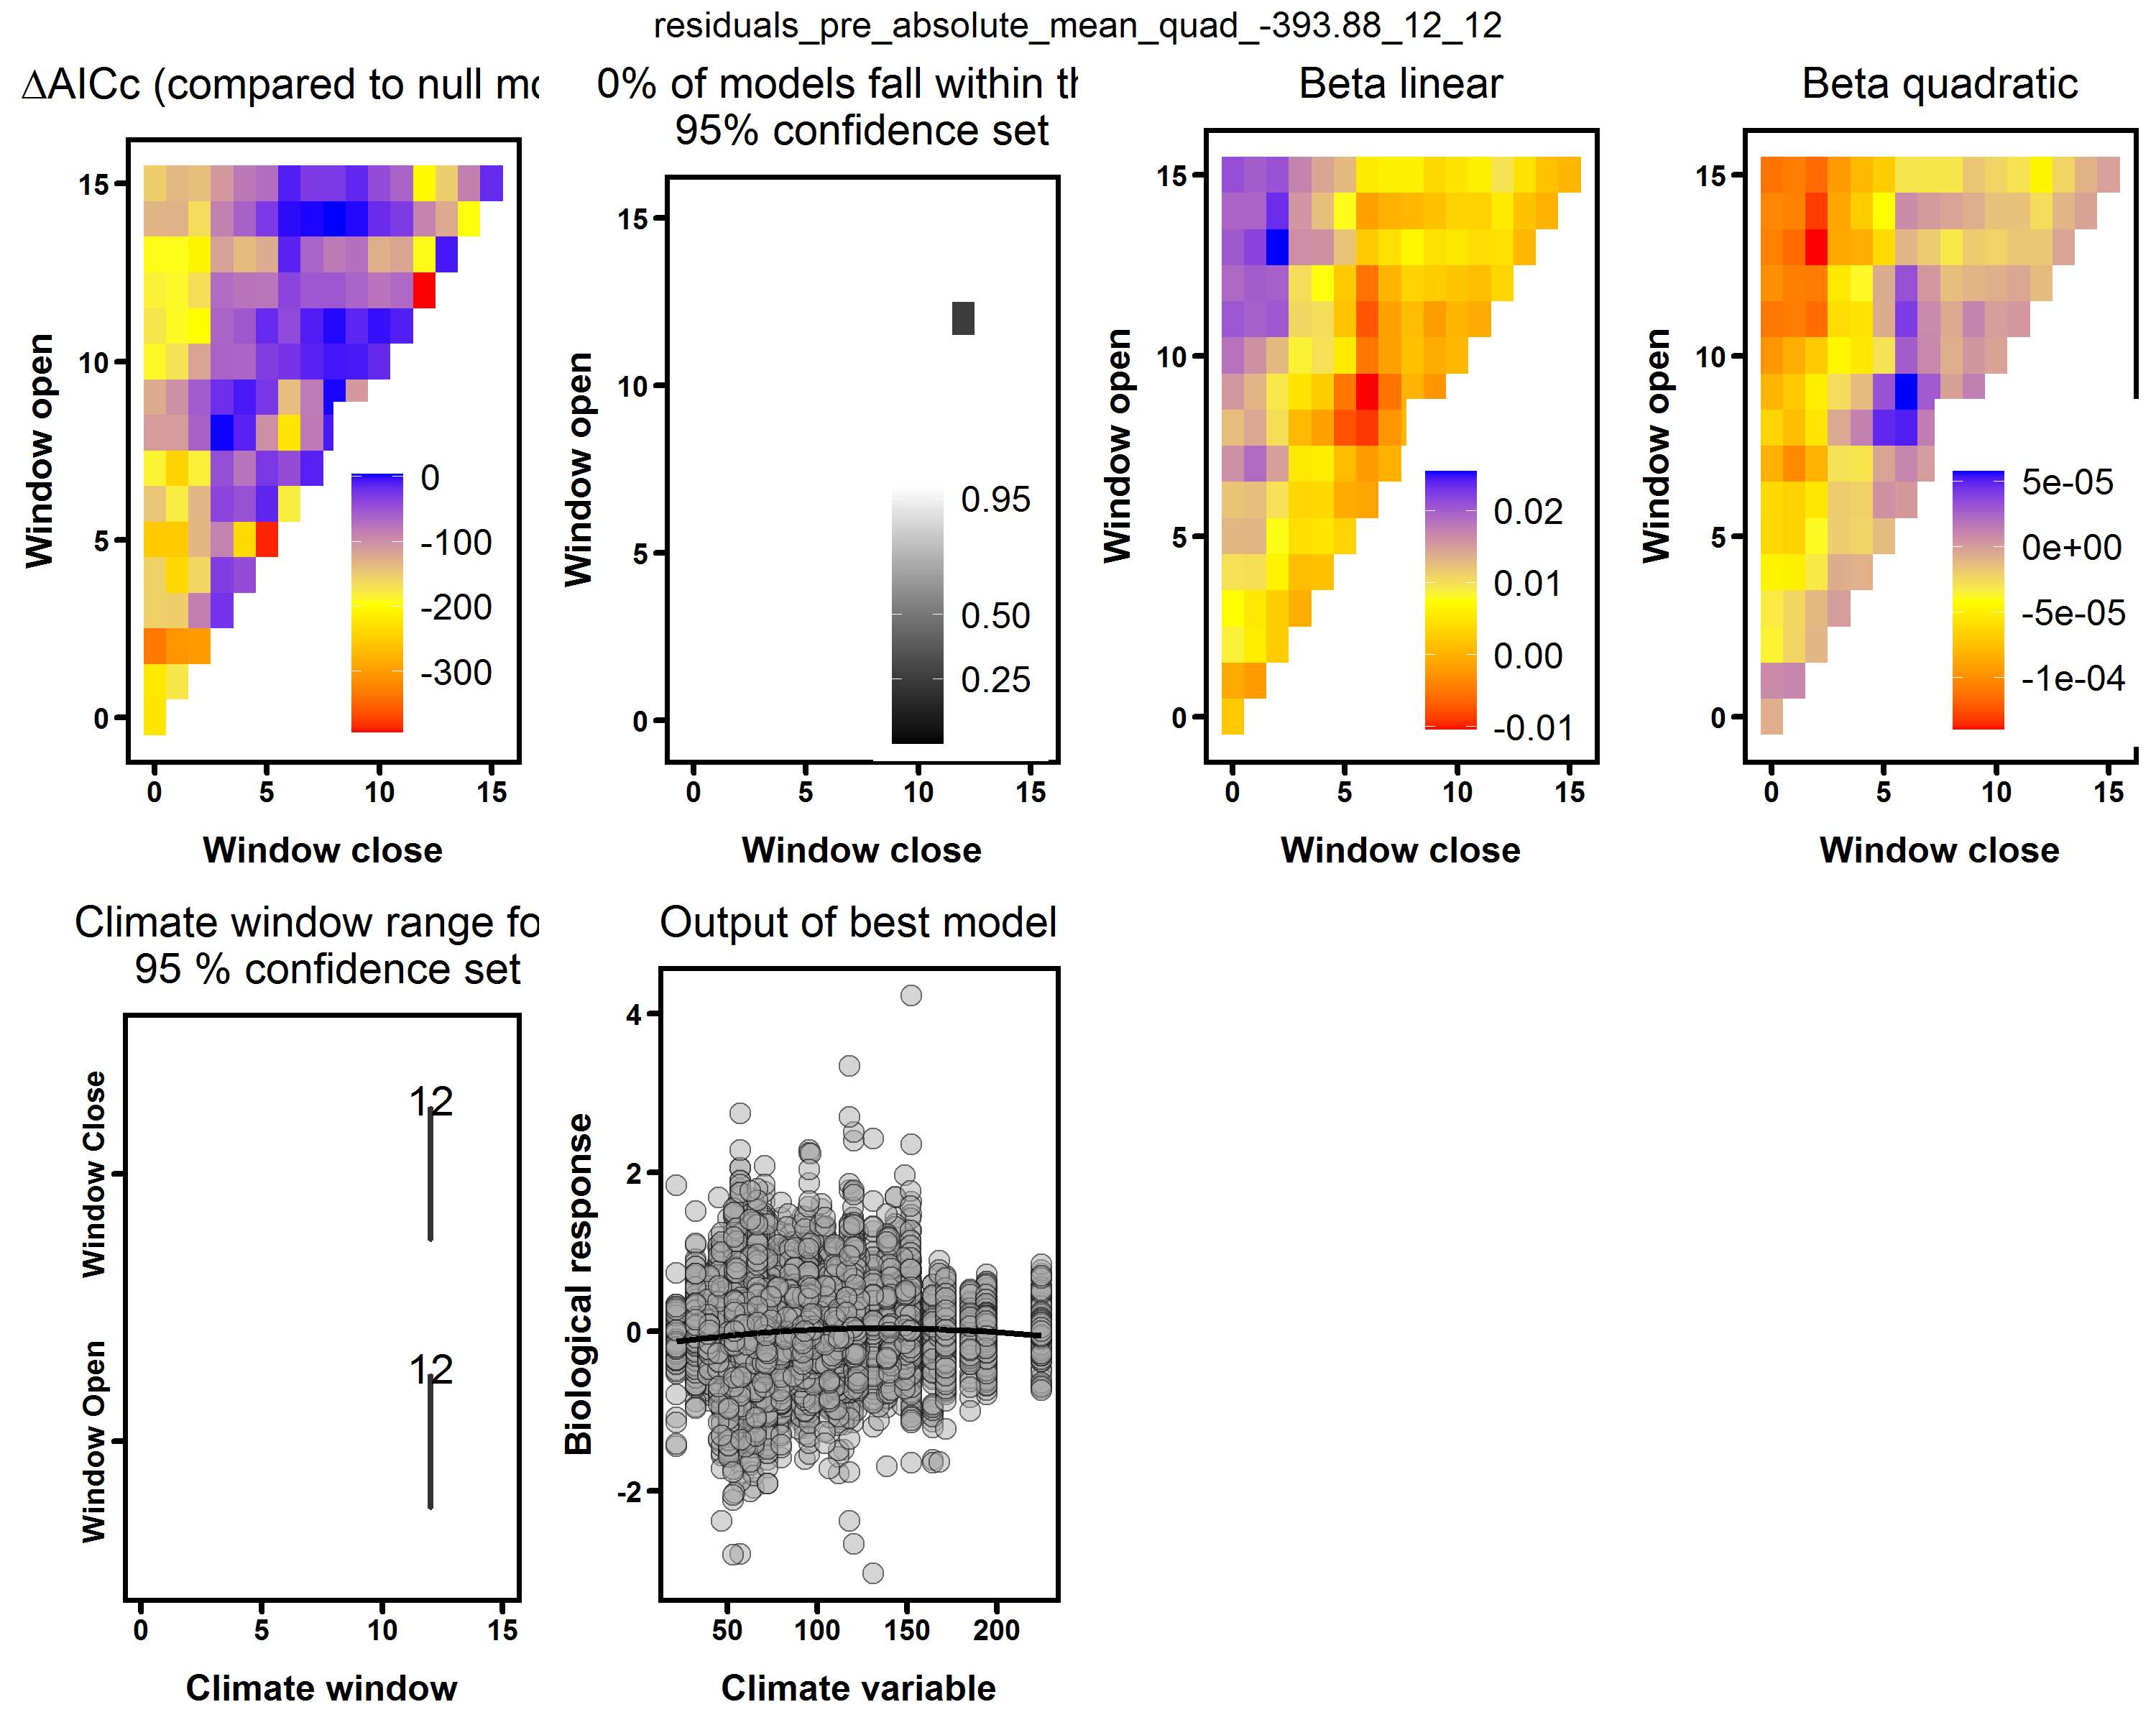 residuals_pre_absolute_mean_quad_-393.88_12_12
ΔAICc (compared to null mo
15
10
5
0
Window open
0
-100
-200
-300
0 5 10 15
Window close
0% of models fall within th
95% confidence set
15
10
5
0
Window open
0.95
0.50
0.25
0 5 10 15
Window close
Beta linear
15
10
5
0
Window open
0.02
0.01
0.00
-0.01
0 5 10 15
Window close
Beta quadratic
15
10
5
0
Window open
5e-05
0e+00
-5e-05
-1e-04
0 5 10 15
Window close
Climate window range fo
95 % confidence set
Window Close
Window Open
12
12
0 5 10 15
Climate window
Output of best model
4
2
0
-2
Biological response
50 100 150 200
Climate variable